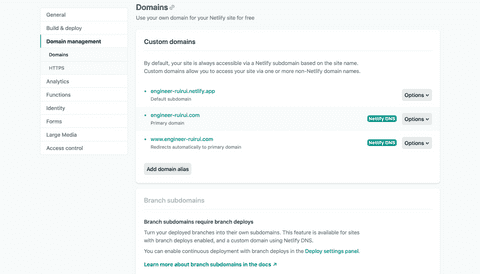 General
Build & deploy
Domain management
Domains
HTTPS
Analytics
Functions
Identity
Forms
Large Media
Access control
Domains
Use your own domain for your Netlify site for free
Custom domains
By default, your site is always accessible via a Netlify subdomain based on the site name.
Custom domains allow you to access your site via one or more non-Netlify domain names.
engineer-ruirui.netlify.app
Default subdomain
Options
engineer-ruirui.com
Primary domain
Netlify DNS
Options
www.engineer-ruirui.com
Redirects automatically to primary domain
Netlify DNS
Options
Add domain alias
Branch subdomains
Branch subdomains require branch deploys
Turn your deployed branches into their own subdomains. This feature is available for sites
with branch deploys enabled, and a custom domain using Netlify DNS.
You can enable continuous deployment with branch deploys in the Deploy settings panel.
Learn more about branch subdomains in the docs ↗